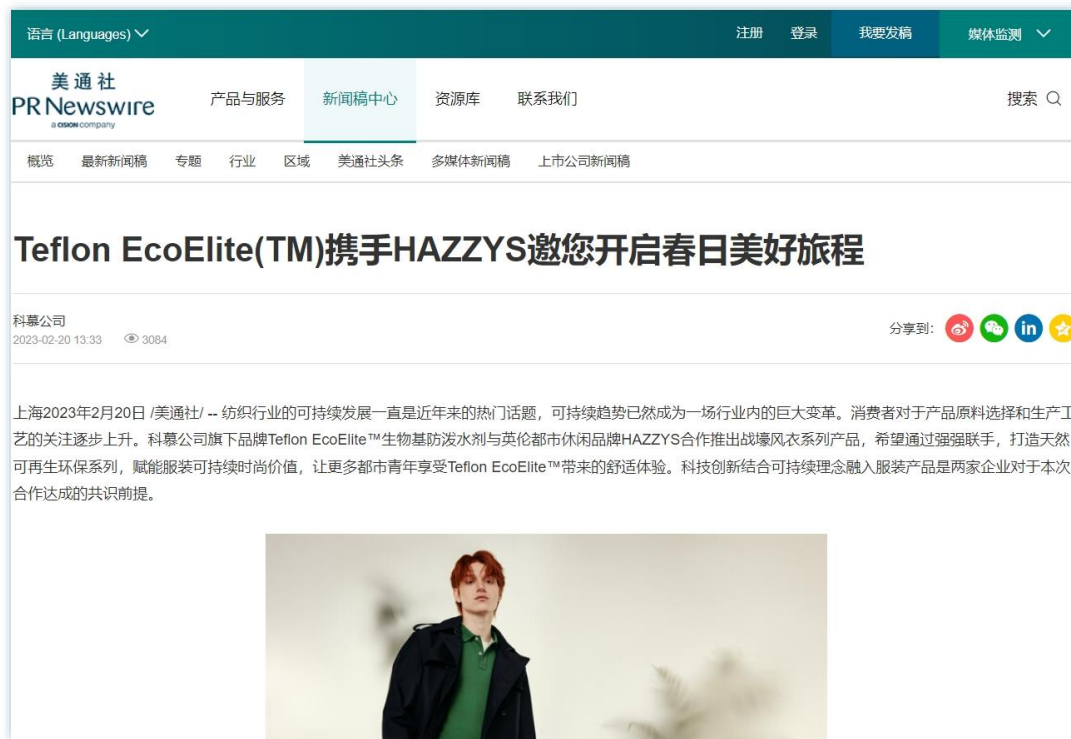 语言 (Languages)
注册 登录 我要发稿 媒体监测
美通社
PR Newswire
a CISION company
产品与服务 新闻稿中心 资源库 联系我们 搜索
概览 最新新闻稿 专题 行业 区域 美通社头条 多媒体新闻稿 上市公司新闻稿
Teflon EcoElite(TM)携手HAZZYS邀您开启春日美好旅程
科慕公司
2023-02-20 13:33 3084
分享到:
in
上海2023年2月20日 /美通社/ -- 纺织行业的可持续发展一直是近年来的热门话题，可持续趋势已然成为一场行业内的巨大变革。消费者对于产品原料选择和生产工
艺的关注逐步上升。科慕公司旗下品牌Teflon EcoElite™生物基防泼水剂与英伦都市休闲品牌HAZZYS合作推出战壕风衣系列产品，希望通过强强联手，打造天然
可再生环保系列，赋能服装可持续时尚价值，让更多都市青年享受Teflon EcoElite™带来的舒适体验。科技创新结合可持续理念融入服装产品是两家企业对于本次
合作达成的共识前提。